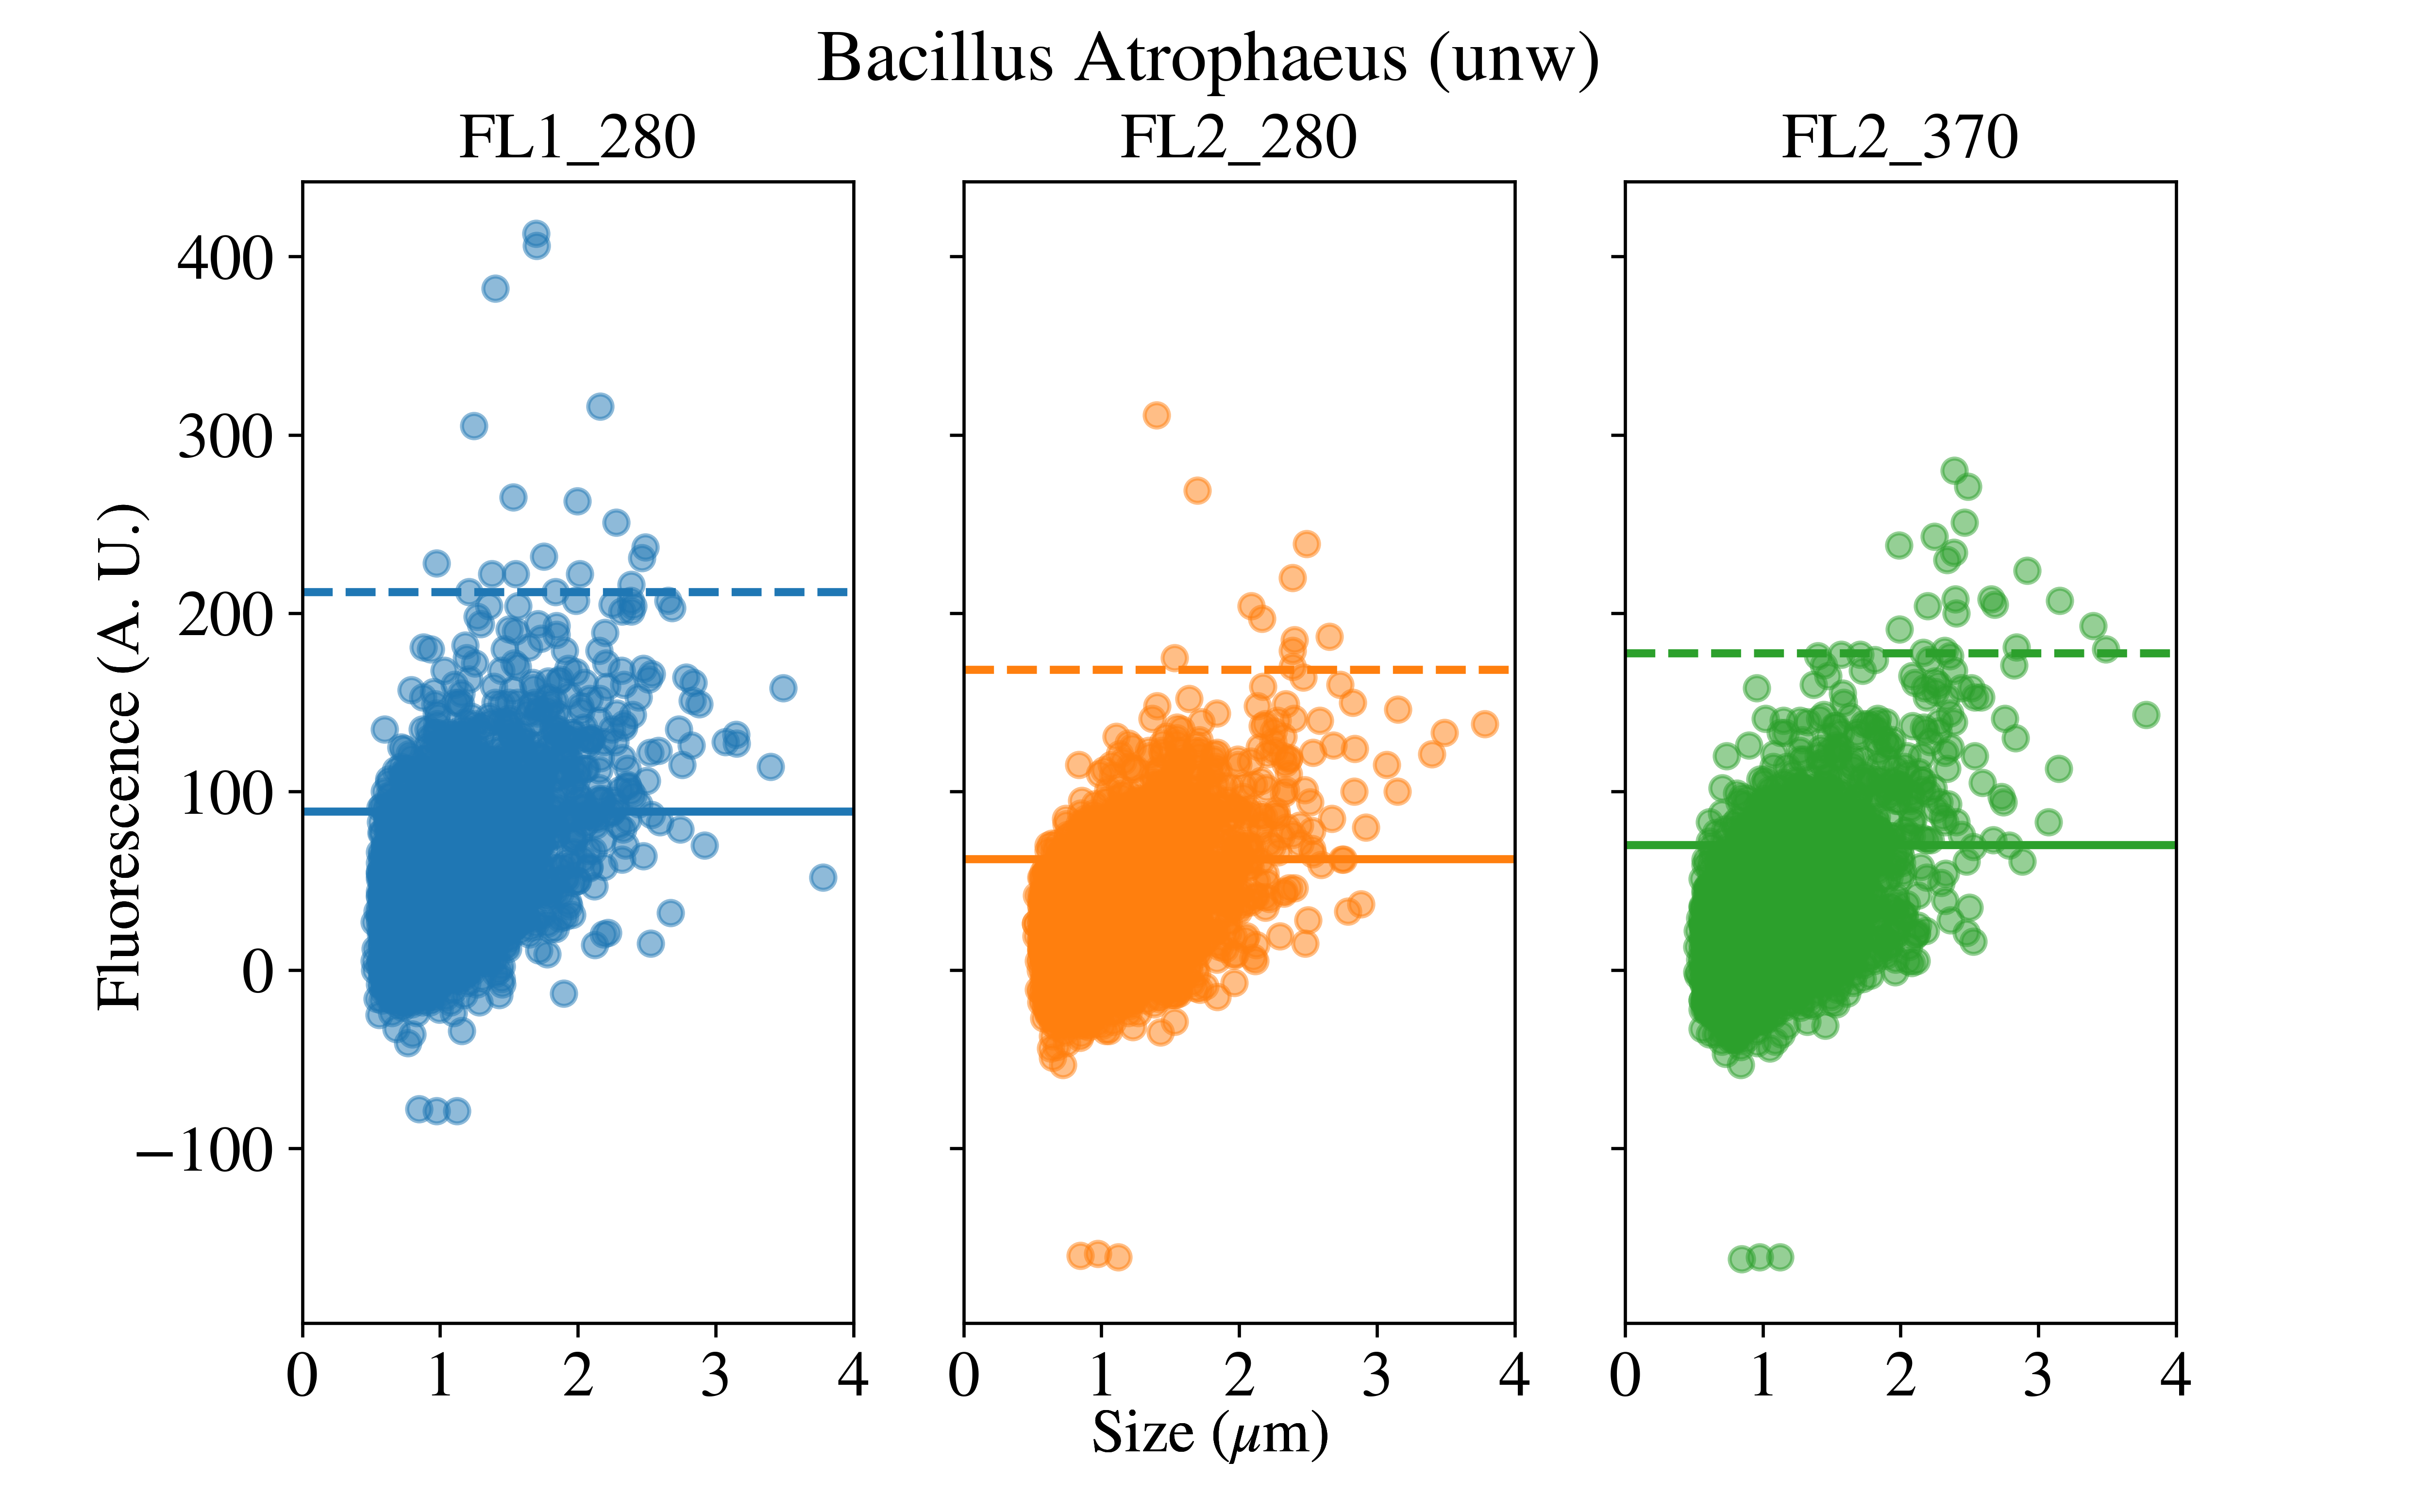 Bacillus Atrophaeus (unw)
FL1_280 FL2_280 FL2_370
Fluorescence (A. U.)
400
300
200
100
0
−100
0 1 2 3 4 0 1 2 3 4 0 1 2 3 4
Size (μm)